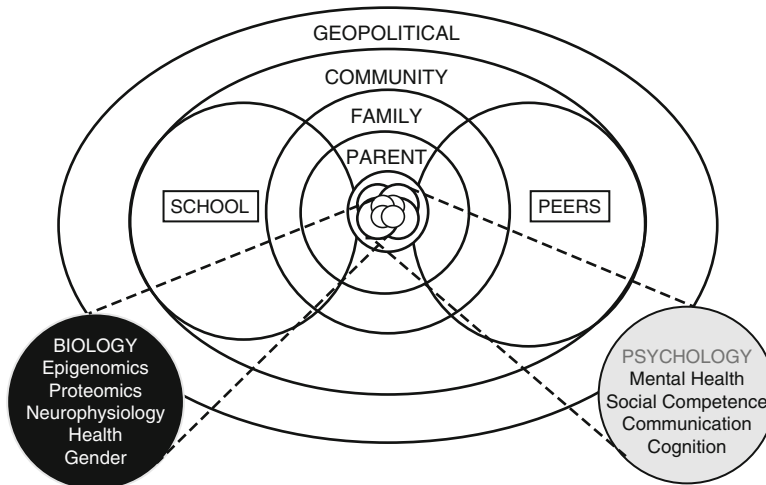 GEOPOLITICAL
COMMUNITY
FAMILY
PARENT
SCHOOL
PEERS
BIOLOGY
Epigenomics
Proteomics
Neurophysiology
Health
Gender
PSYCHOLOGY
Mental Health
Social Competence
Communication
Cognition